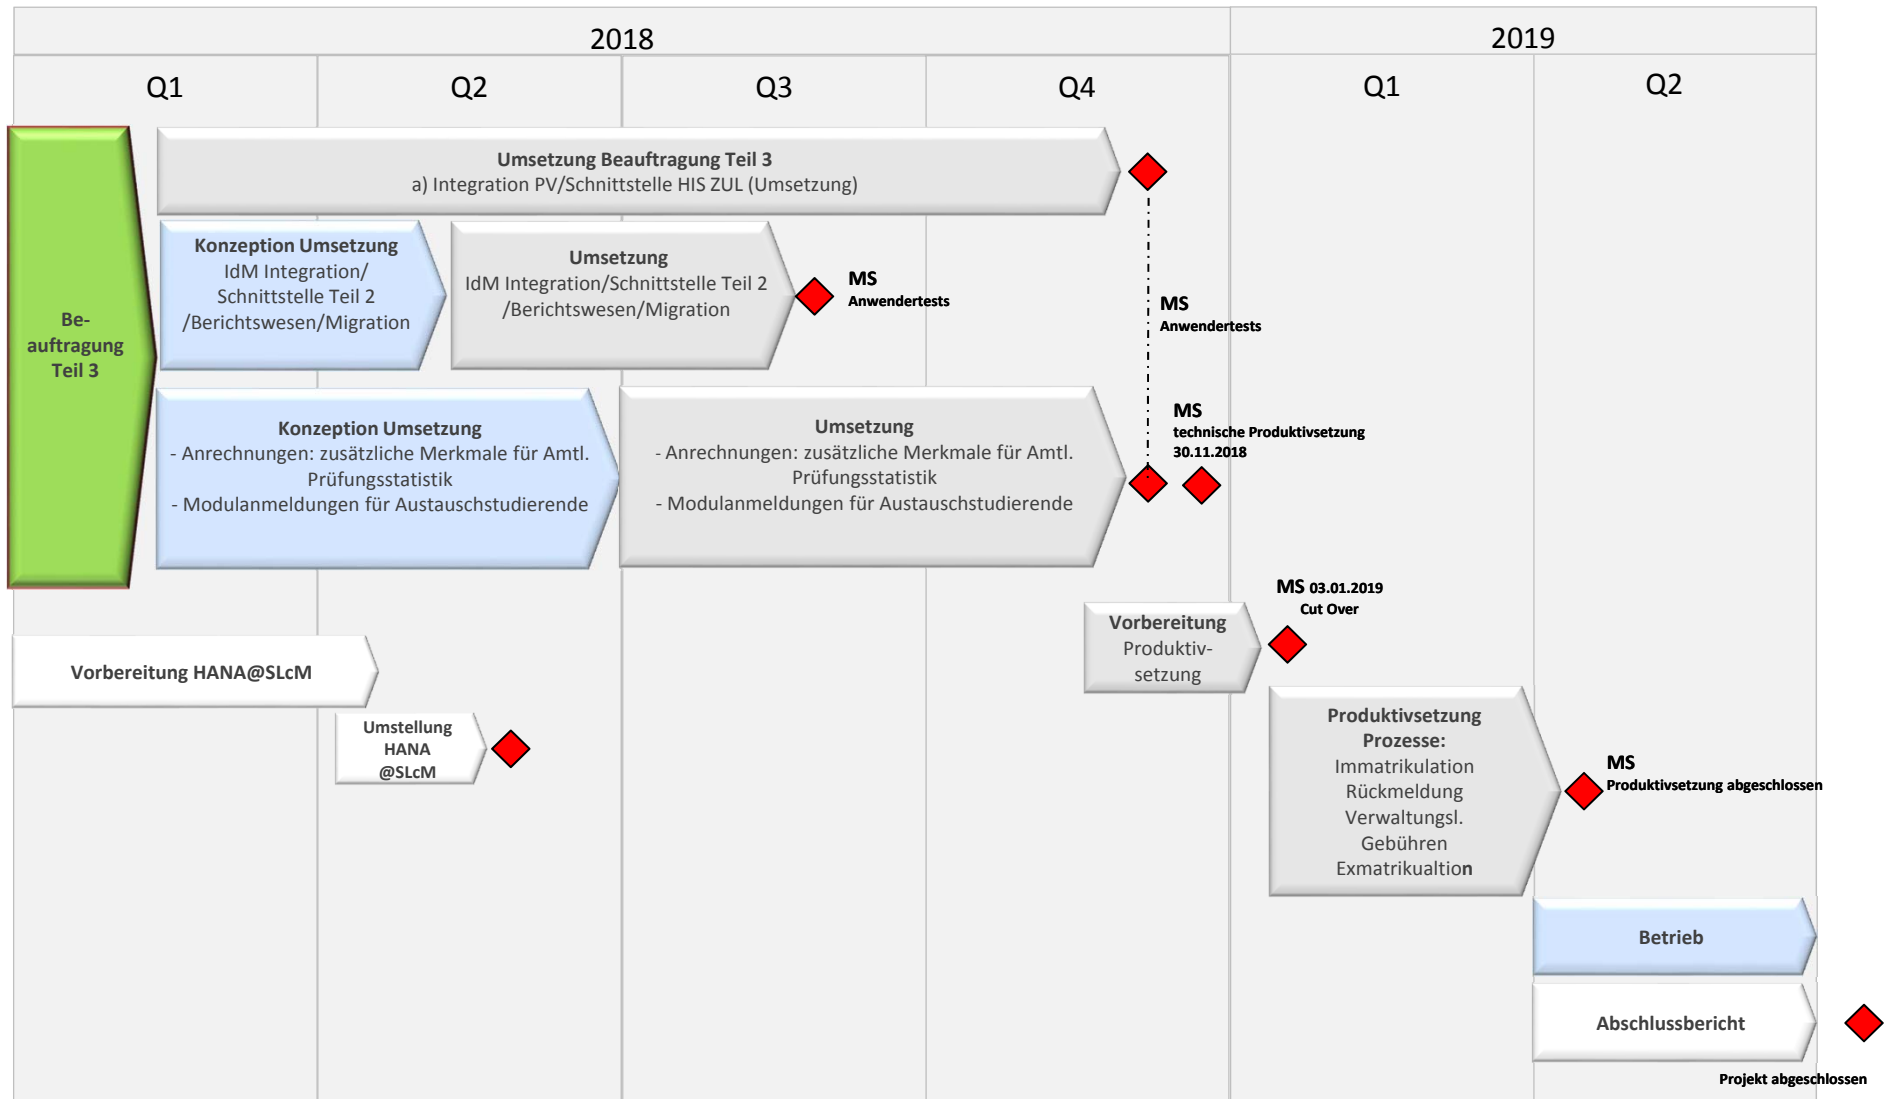 2018
2019
Q1
Q2
Q3
Q4
Q1
Q2
Be-
auftragung
Teil 3
Umsetzung Beauftragung Teil 3
a) Integration PV/Schnittstelle HIS ZUL (Umsetzung)
Konzeption Umsetzung
IdM Integration/
Schnittstelle Teil 2
/Berichtswesen/Migration
Umsetzung
IdM Integration/Schnittstelle Teil 2
/Berichtswesen/Migration
MS
Anwendertests
MS
Anwendertests
Konzeption Umsetzung
- Anrechnungen: zusätzliche Merkmale für Amtl.
Prüfungsstatistik
- Modulanmeldungen für Austauschstudierende
Umsetzung
- Anrechnungen: zusätzliche Merkmale für Amtl.
Prüfungsstatistik
- Modulanmeldungen für Austauschstudierende
MS
technische Produktivsetzung
30.11.2018
Vorbereitung
Produktiv-
setzung
MS 03.01.2019
Cut Over
Vorbereitung HANA@SLcM
Umstellung
HANA
@SLcM
Produktivsetzung
Prozesse:
Immatrikulation
Rückmeldung
Verwaltungsl.
Gebühren
Exmatrikualtion
MS
Produktivsetzung abgeschlossen
Betrieb
Abschlussbericht
Projekt abgeschlossen